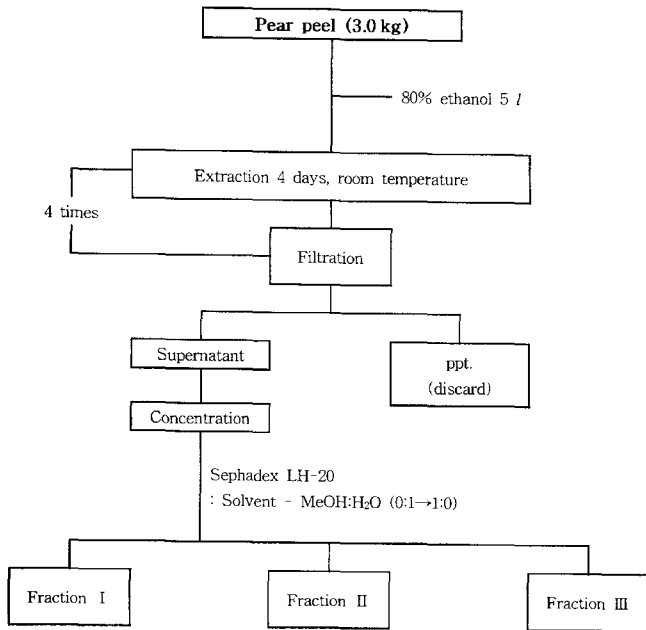 Pear peel (3.0 kg)
80% ethanol 5 l
Extraction 4 days, room temperature
4 times
Filtration
Supernatant
ppt.
(discard)
Concentration
Sephadex LH-20
: Solvent - MeOH:H₂O (0:1→1:0)
Fraction Ⅰ
Fraction Ⅱ
Fraction Ⅲ